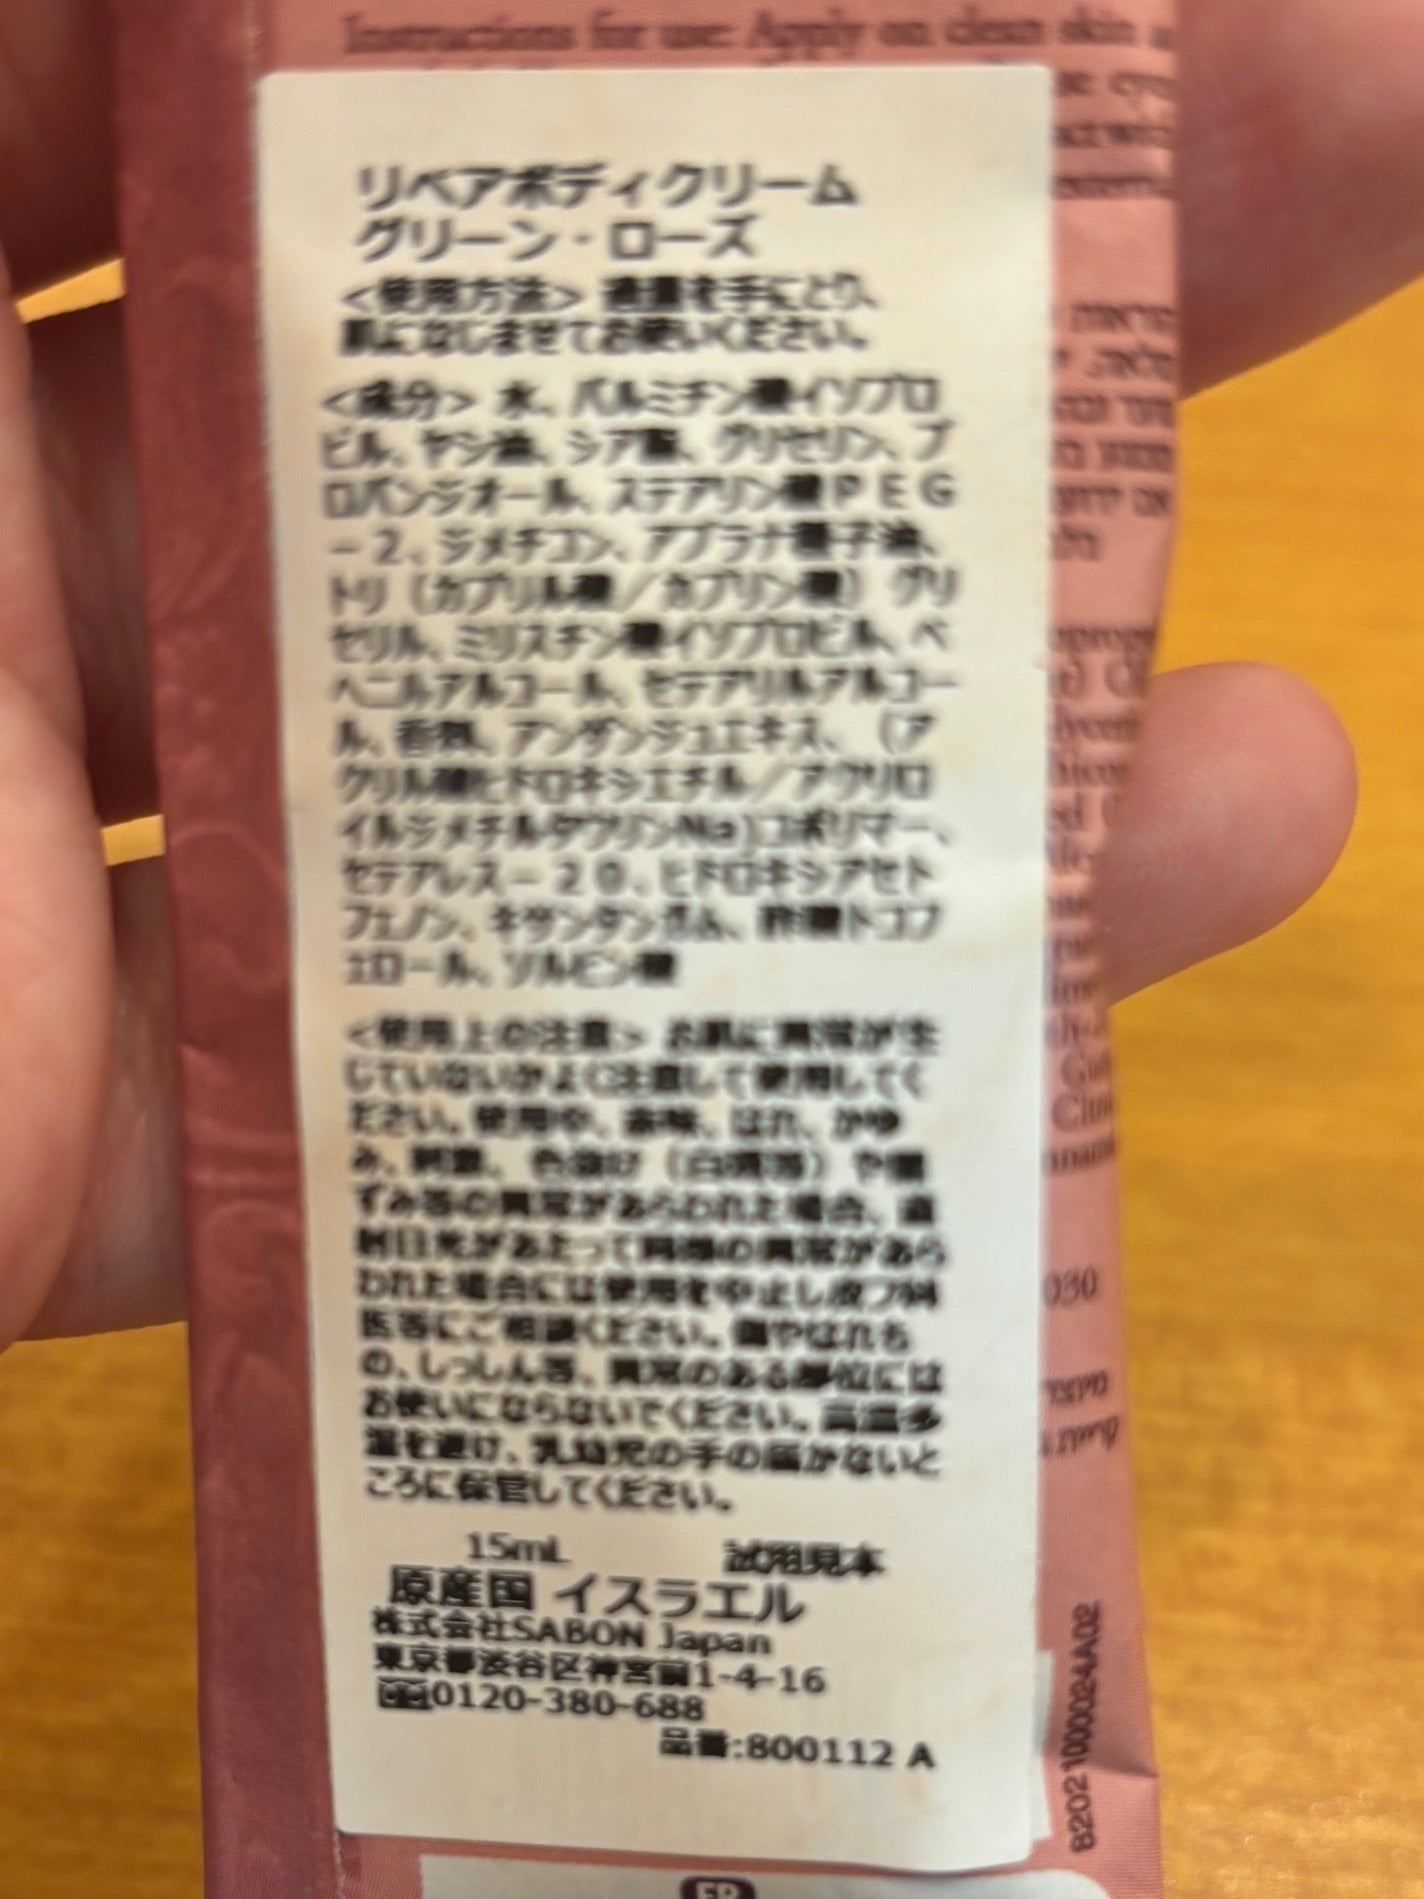 Instructions for use: Apply on clean skin
リペアボディクリーム
グリーン・ローズ
<使用方法> 適量を手にとり、
肌になじませてお使いください。
<成分> 水、パルミチン酸イソプロ
ピル、ヤシ油、シア脂、グリセリン、プ
ロパンジオール、ステアリン酸PEG
-2、ジメチコン、アブラナ種子油、
トリ(カプリル酸/カプリン酸)グリ
セリル、ミリスチン酸イソプロピル、ベ
ヘニルアルコール、セテアリルアルコー
ル、香料、アンズジュエキス、(ア
クリル酸ヒドロキシエチル/アクリロ
イルジメチルタウリンNa)コポリマー、
セテアレス-20、ヒドロキシアセト
フェノン、キサンタンガム、酢酸トコフ
ェロール、ソルビン酸
<使用上の注意> お肌に異常が生
じていないかよく注意して使用してく
ださい。使用中、赤味、はれ、かゆ
み、刺激、色抜け(白斑等)や黒
ずみ等の異常があらわれた場合、直
射日光があたって同様の異常があら
われた場合には使用を中止し皮フ科
医等にご相談ください。傷やはれも
の、しっしん等、異常のある部位には
お使いにならないでください。高温多
湿を避け、乳幼児の手の届かないと
ころに保管してください。
15mL 試用見本
原産国 イスラエル
株式会社SABON Japan
東京都渋谷区神宮前1-4-16
0120-380-688
品番:800112 A
82021000024A02
030
FR